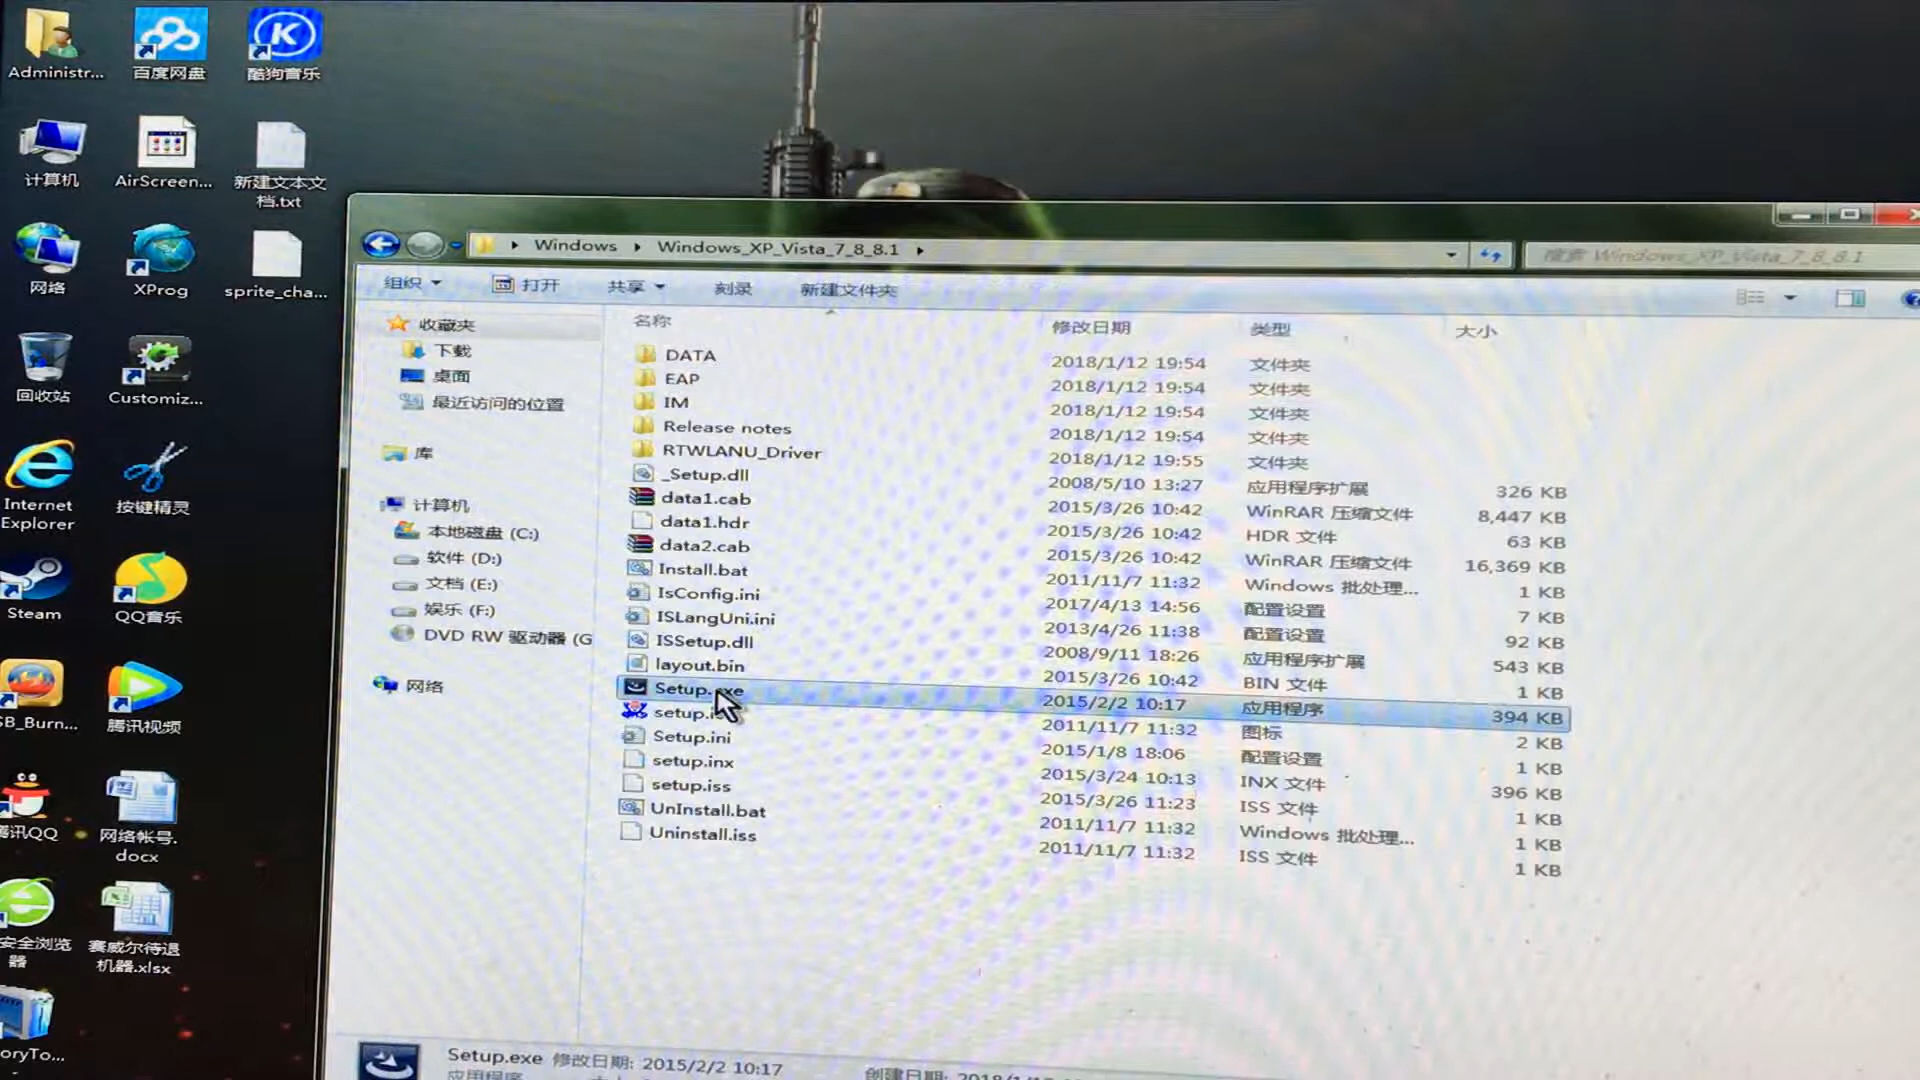 Administr...
百度网盘
酷狗音乐
计算机
AirScreen...
新建文本文
档.txt
网络
XProg
sprite_cha...
回收站
Customiz...
Internet
Explorer
按键精灵
Steam
QQ音乐
SB_Burn...
腾讯视频
腾讯QQ
网络帐号.
docx
安全浏览
器
赛威尔待退
机器.xlsx
oryTo...
Windows
Windows_XP_Vista_7_8_8.1
搜索 Windows_XP_Vista_7_8_8.1
组织
打开
共享
刻录
新建文件夹
收藏夹
下载
桌面
最近访问的位置
库
计算机
本地磁盘 (C:)
软件 (D:)
文档 (E:)
娱乐 (F:)
DVD RW 驱动器 (G
网络
名称 修改日期 类型 大小
DATA 2018/1/12 19:54 文件夹
EAP 2018/1/12 19:54 文件夹
IM 2018/1/12 19:54 文件夹
Release notes 2018/1/12 19:54 文件夹
RTWLANU_Driver 2018/1/12 19:55 文件夹
_Setup.dll 2008/5/10 13:27 应用程序扩展 326 KB
data1.cab 2015/3/26 10:42 WinRAR 压缩文件 8,447 KB
data1.hdr 2015/3/26 10:42 HDR 文件 63 KB
data2.cab 2015/3/26 10:42 WinRAR 压缩文件 16,369 KB
Install.bat 2011/11/7 11:32 Windows 批处理... 1 KB
IsConfig.ini 2017/4/13 14:56 配置设置 7 KB
ISLangUni.ini 2013/4/26 11:38 配置设置 92 KB
ISSetup.dll 2008/9/11 18:26 应用程序扩展 543 KB
layout.bin 2015/3/26 10:42 BIN 文件 1 KB
Setup.exe 2015/2/2 10:17 应用程序 394 KB
setup.ic 2011/11/7 11:32 图标 2 KB
Setup.ini 2015/1/8 18:06 配置设置 1 KB
setup.inx 2015/3/24 10:13 INX 文件 396 KB
setup.iss 2015/3/26 11:23 ISS 文件 1 KB
UnInstall.bat 2011/11/7 11:32 Windows 批处理... 1 KB
Uninstall.iss 2011/11/7 11:32 ISS 文件 1 KB
Setup.exe 修改日期: 2015/2/2 10:17
应用程序
创建日期: